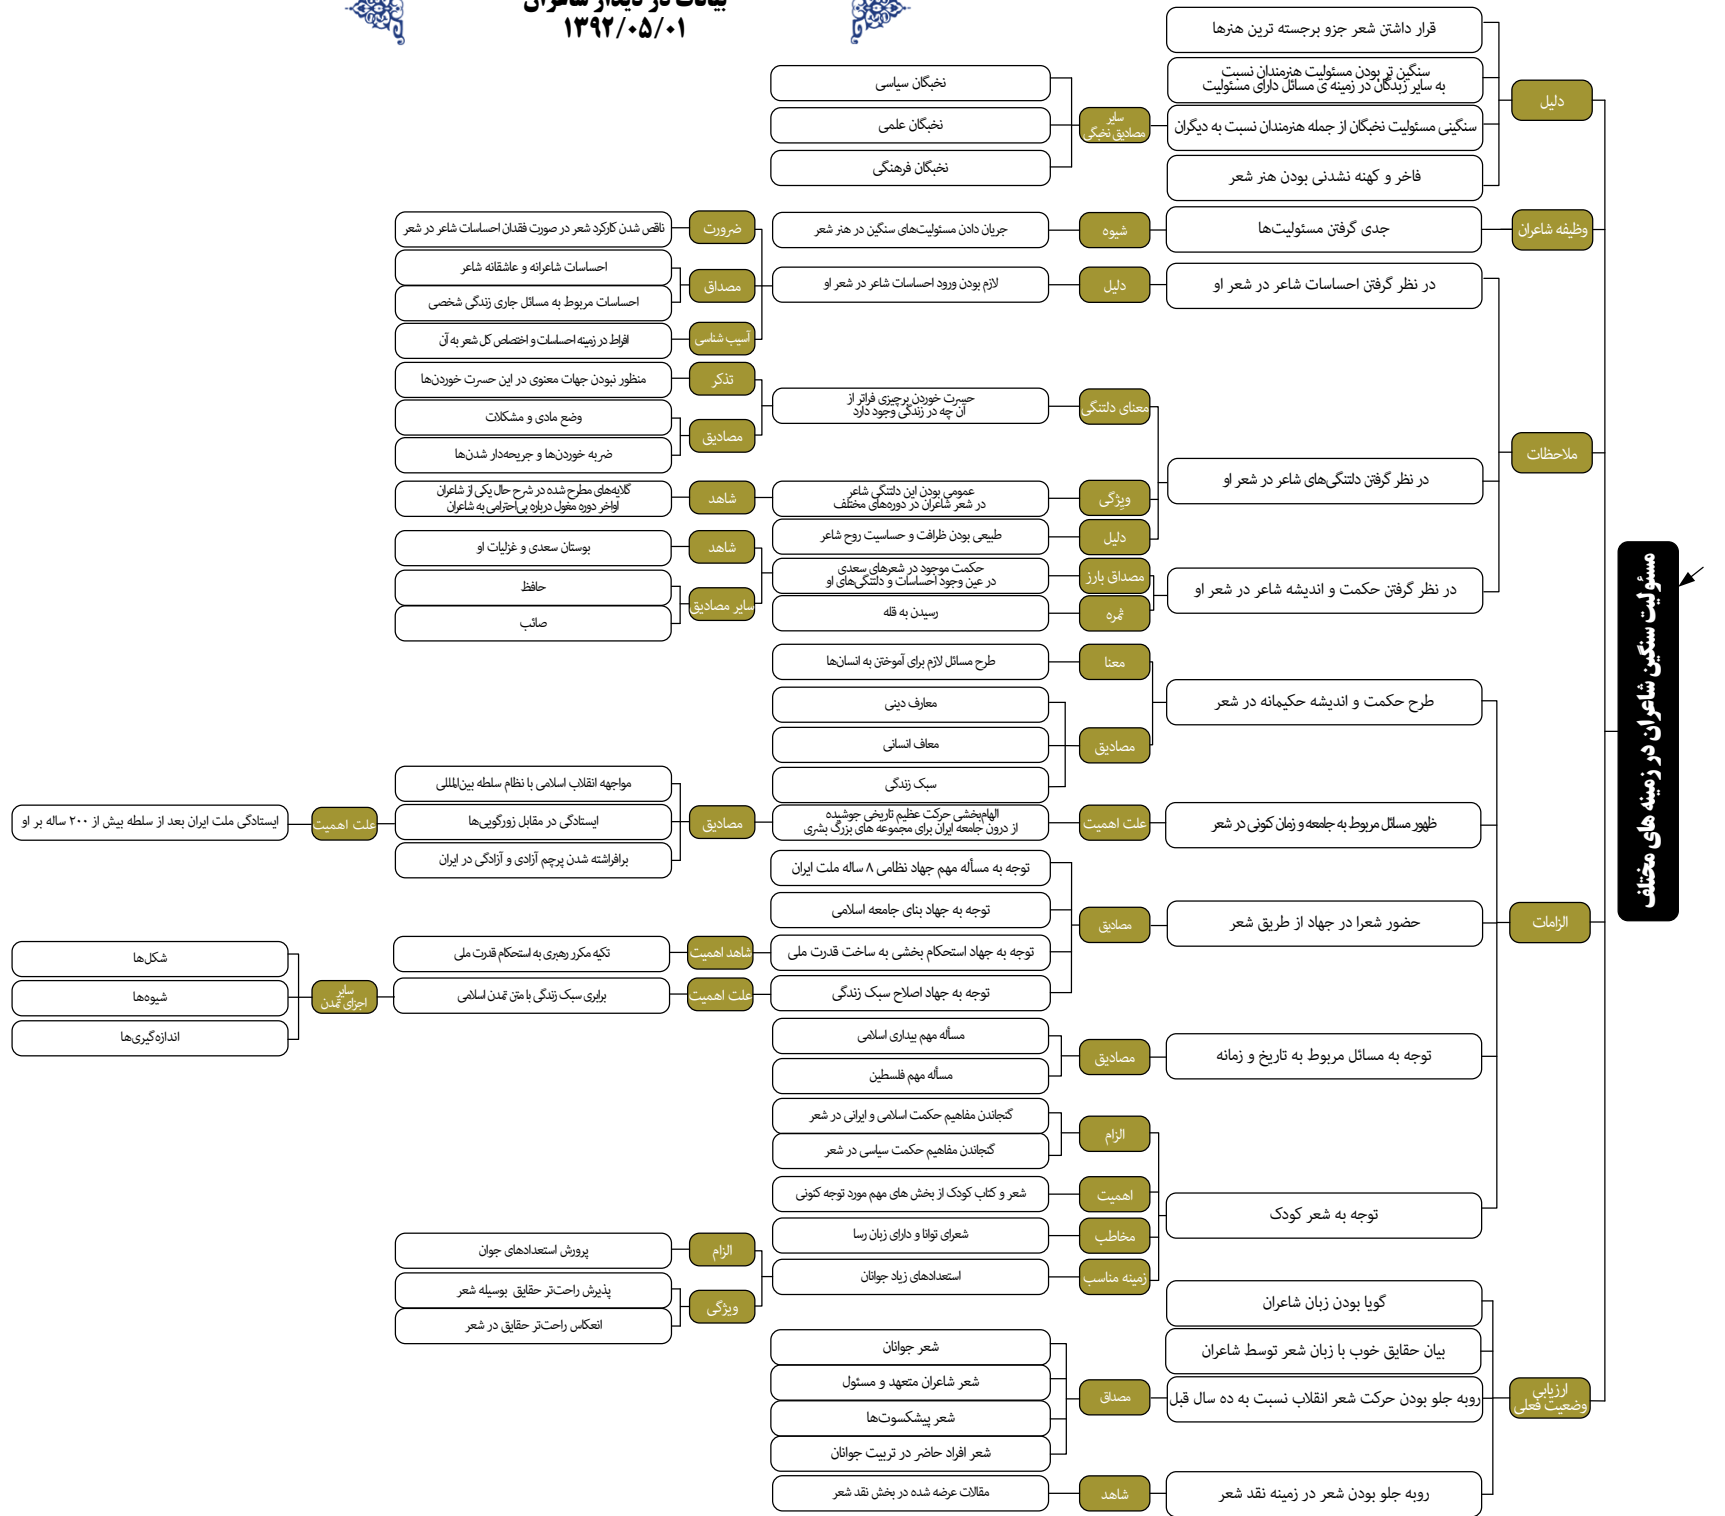 بیانات در دیدار شاعران
۱۳۹۲/۰۵/۰۱
مسئولیت سنگین شاعران در زمینه های مختلف
دلیل
قرار داشتن شعر جزو برجسته ترین هنرها
سنگین تر بودن مسئولیت هنرمندان نسبت
به سایر زبدگان در زمینه ی مسائل دارای مسئولیت
سنگینی مسئولیت نخبگان از جمله هنرمندان نسبت به دیگران
سایر
مصادیق نخبگی
نخبگان سیاسی
نخبگان علمی
نخبگان فرهنگی
فاخر و کهنه نشدنی بودن هنر شعر
وظیفه شاعران
جدی گرفتن مسئولیت‌ها
شیوه
جریان دادن مسئولیت‌های سنگین در هنر شعر
ملاحظات
در نظر گرفتن احساسات شاعر در شعر او
دلیل
لازم بودن ورود احساسات شاعر در شعر او
ضرورت
ناقص شدن کارکرد شعر در صورت فقدان احساسات شاعر در شعر
مصداق
احساسات شاعرانه و عاشقانه شاعر
احساسات مربوط به مسائل جاری زندگی شخصی
آسیب شناسی
افراط در زمینه احساسات و اختصاص کل شعر به آن
در نظر گرفتن دلتنگی‌های شاعر در شعر او
معنای دلتنگی
حسرت خوردن برچیزی فراتر از
آن چه در زندگی وجود دارد
تذکر
منظور نبودن جهات معنوی در این حسرت خوردن‌ها
مصادیق
وضع مادی و مشکلات
ضربه خوردن‌ها و جریحه‌دار شدن‌ها
ویژگی
عمومی بودن این دلتنگی شاعر
در شعر شاعران در دوره‌های مختلف
شاهد
گلایه‌های مطرح شده در شرح حال یکی از شاعران
اواخر دوره مغول درباره بی‌احترامی به شاعران
دلیل
طبیعی بودن ظرافت و حساسیت روح شاعر
در نظر گرفتن حکمت و اندیشه شاعر در شعر او
مصداق بارز
حکمت موجود در شعرهای سعدی
در عین وجود احساسات و دلتنگی‌های او
شاهد
بوستان سعدی و غزلیات او
سایر مصادیق
حافظ
صائب
ثمره
رسیدن به قله
الزامات
طرح حکمت و اندیشه حکیمانه در شعر
معنا
طرح مسائل لازم برای آموختن به انسان‌ها
مصادیق
معارف دینی
معاف انسانی
سبک زندگی
ظهور مسائل مربوط به جامعه و زمان کنونی در شعر
علت اهمیت
الهام‌بخشی حرکت عظیم تاریخی جوشیده
از درون جامعه ایران برای مجموعه های بزرگ بشری
مصادیق
مواجهه انقلاب اسلامی با نظام سلطه بین‌المللی
ایستادگی در مقابل زورگویی‌ها
علت اهمیت
ایستادگی ملت ایران بعد از سلطه بیش از ۲۰۰ ساله بر او
برافراشته شدن پرچم آزادی و آزادگی در ایران
حضور شعرا در جهاد از طریق شعر
مصادیق
توجه به مسأله مهم جهاد نظامی ۸ ساله ملت ایران
توجه به جهاد بنای جامعه اسلامی
توجه به جهاد استحکام بخشی به ساخت قدرت ملی
شاهد اهمیت
تکیه مکرر رهبری به استحکام قدرت ملی
توجه به جهاد اصلاح سبک زندگی
علت اهمیت
برابری سبک زندگی با متن تمدن اسلامی
سایر
اجزای تمدن
شکل‌ها
شیوه‌ها
اندازه‌گیری‌ها
توجه به مسائل مربوط به تاریخ و زمانه
مصادیق
مسأله مهم بیداری اسلامی
مسأله مهم فلسطین
توجه به شعر کودک
الزام
گنجاندن مفاهیم حکمت اسلامی و ایرانی در شعر
گنجاندن مفاهیم حکمت سیاسی در شعر
اهمیت
شعر و کتاب کودک از بخش های مهم مورد توجه کنونی
مخاطب
شعرای توانا و دارای زبان رسا
زمینه مناسب
استعدادهای زیاد جوانان
الزام
پرورش استعدادهای جوان
ویژگی
پذیرش راحت‌تر حقایق بوسیله شعر
انعکاس راحت‌تر حقایق در شعر
ارزیابی
وضعیت فعلی
گویا بودن زبان شاعران
بیان حقایق خوب با زبان شعر توسط شاعران
روبه جلو بودن حرکت شعر انقلاب نسبت به ده سال قبل
مصداق
شعر جوانان
شعر شاعران متعهد و مسئول
شعر پیشکسوت‌ها
شعر افراد حاضر در تربیت جوانان
روبه جلو بودن شعر در زمینه نقد شعر
شاهد
مقالات عرضه شده در بخش نقد شعر